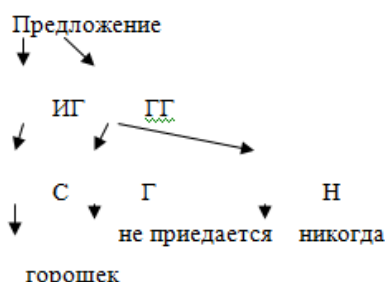 Предложение
ИГ ГГ
С Г Н
не приедается никогда
горошек